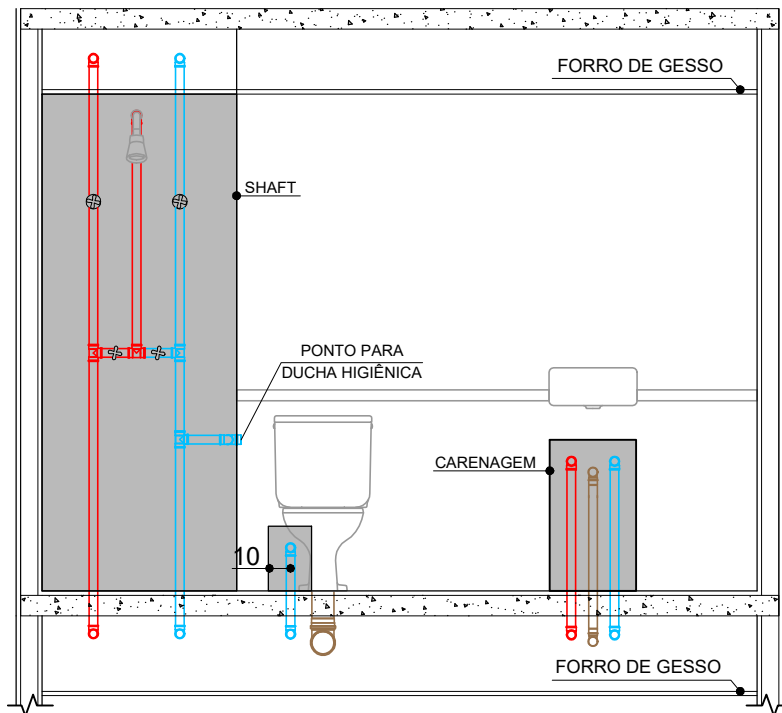 FORRO DE GESSO
SHAFT
PONTO PARA
DUCHA HIGIÊNICA
CARENAGEM
10
FORRO DE GESSO